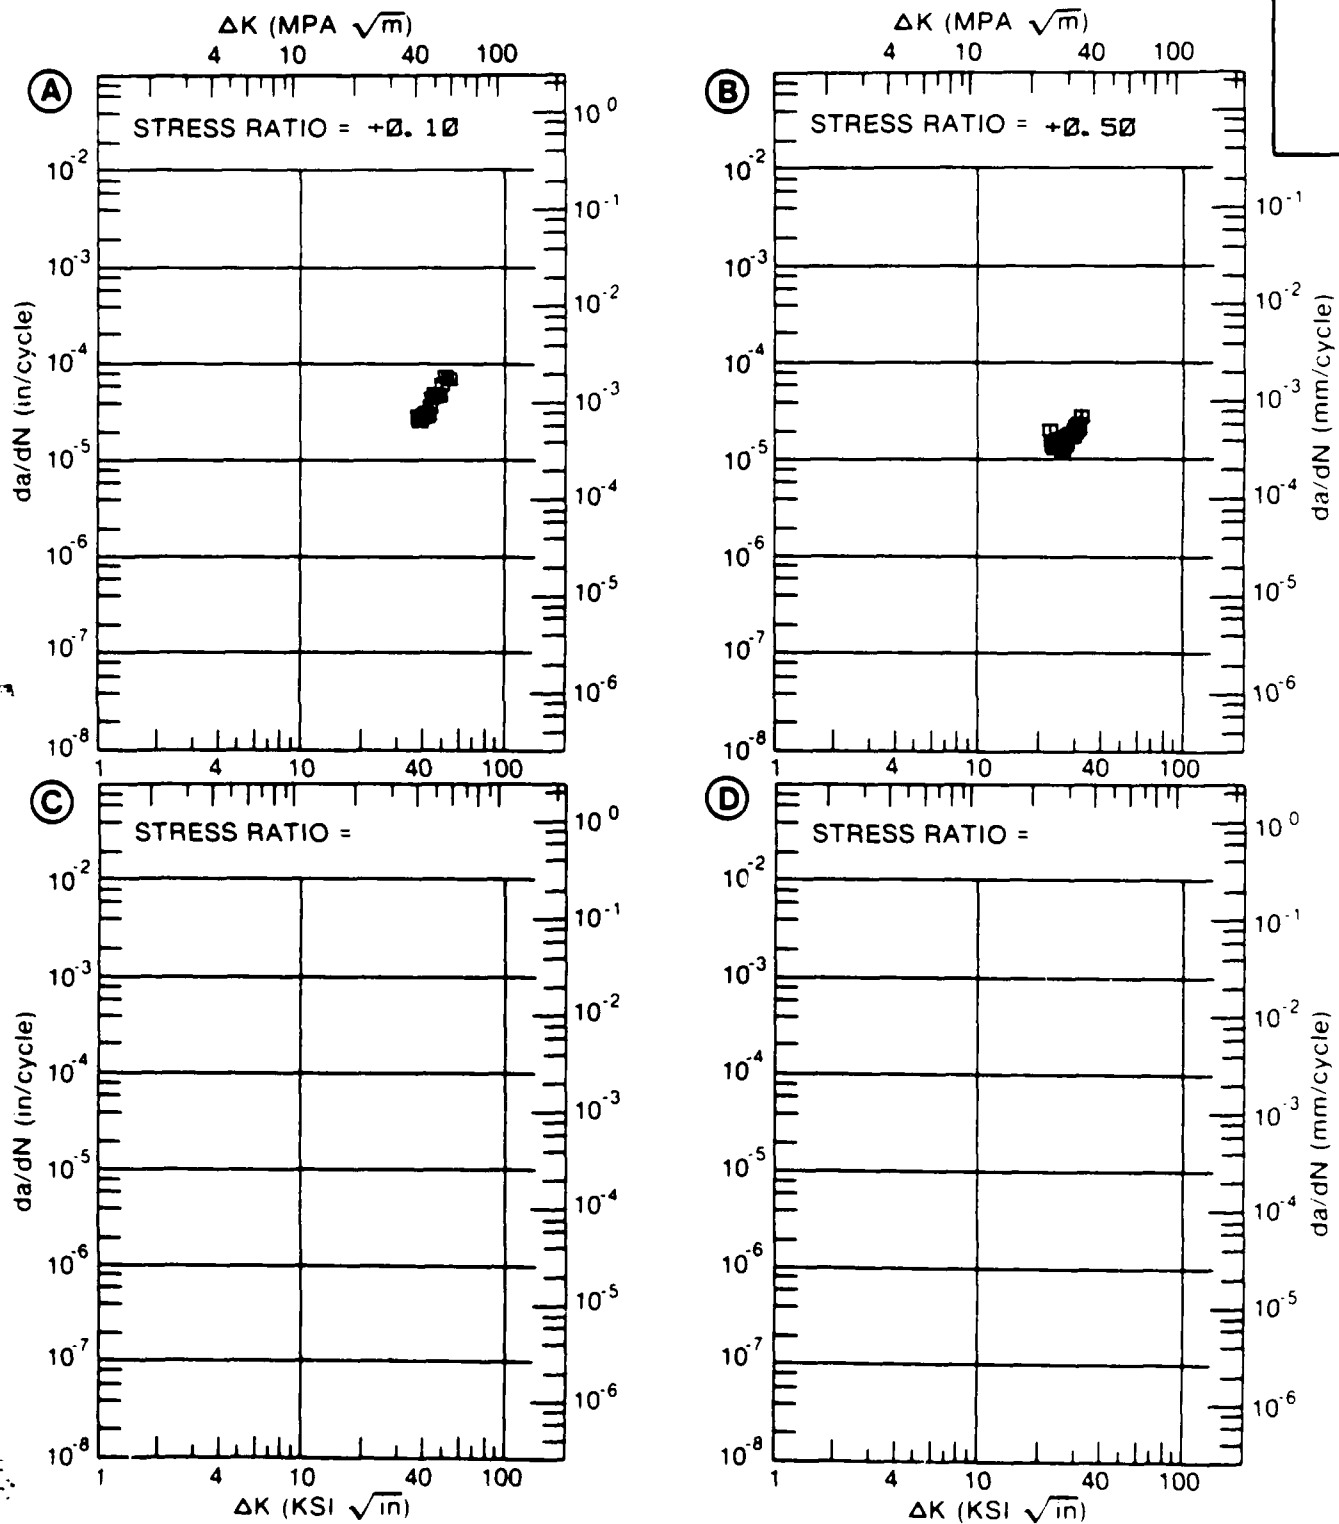 ΔK (MPA √m) ΔK (MPA √m)
4 10 40 100 4 10 40 100
A B
STRESS RATIO = +0.10 STRESS RATIO = +0.50
10^0
10^-2 10^-2
10^-1 10^-1
10^-3 10^-3
10^-2 10^-2
10^-4 10^-4
10^-3 10^-3
10^-5 10^-5
10^-4 10^-4
10^-6 10^-6
10^-5 10^-5
10^-7 10^-7
10^-6 10^-6
10^-8 10^-8
da/dN (in/cycle) da/dN (mm/cycle)
1 4 10 40 100 1 4 10 40 100
C D
STRESS RATIO = STRESS RATIO =
10^0 10^0
10^-2 10^-2
10^-1 10^-1
10^-3 10^-3
10^-2 10^-2
10^-4 10^-4
10^-3 10^-3
10^-5 10^-5
10^-4 10^-4
10^-6 10^-6
10^-5 10^-5
10^-7 10^-7
10^-6 10^-6
10^-8 10^-8
da/dN (in/cycle) da/dN (mm/cycle)
1 4 10 40 100 1 4 10 40 100
ΔK (KSI √in) ΔK (KSI √in)